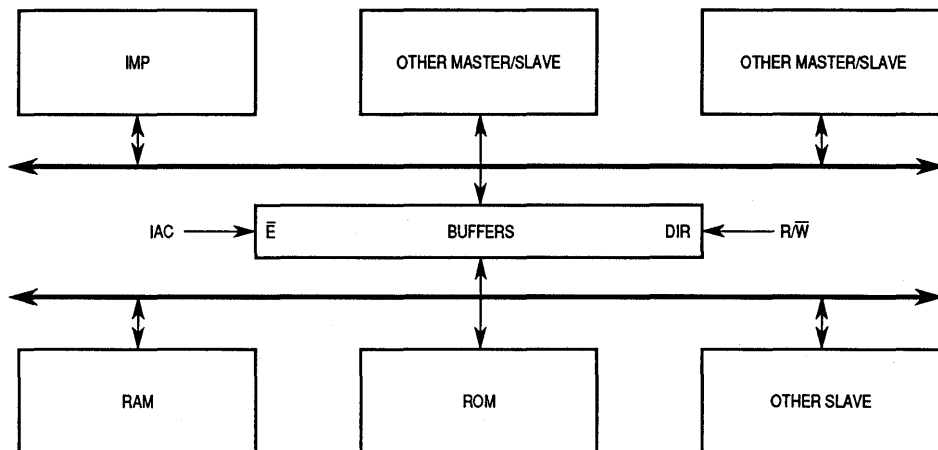 IMP
OTHER MASTER/SLAVE
OTHER MASTER/SLAVE
IAC
E̅
BUFFERS
DIR
R/W̅
RAM
ROM
OTHER SLAVE